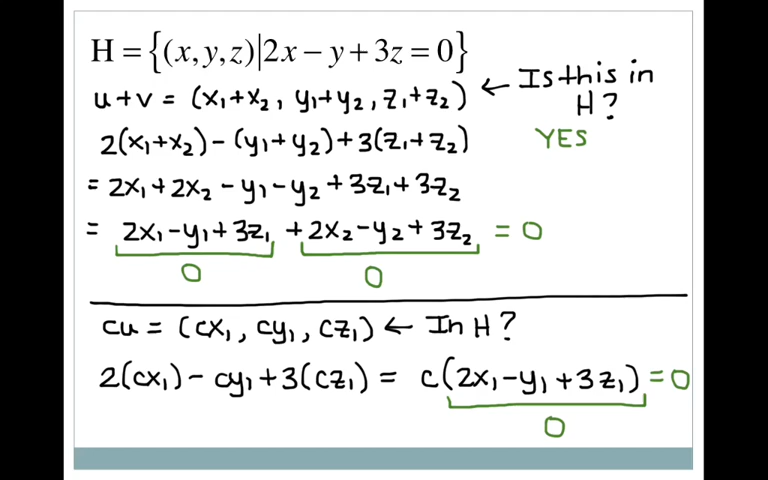 H = {(x, y, z)|2x − y + 3z = 0}
u+v = (x₁+x₂, y₁+y₂, z₁+z₂) ← Is this in H?
2(x₁+x₂) − (y₁+y₂) + 3(z₁+z₂) YES
= 2x₁ + 2x₂ − y₁ − y₂ + 3z₁ + 3z₂
= 2x₁ − y₁ + 3z₁ + 2x₂ − y₂ + 3z₂ = 0
0 0
cu = (cx₁, cy₁, cz₁) ← In H?
2(cx₁) − cy₁ + 3(cz₁) = c(2x₁ − y₁ + 3z₁) = 0
0